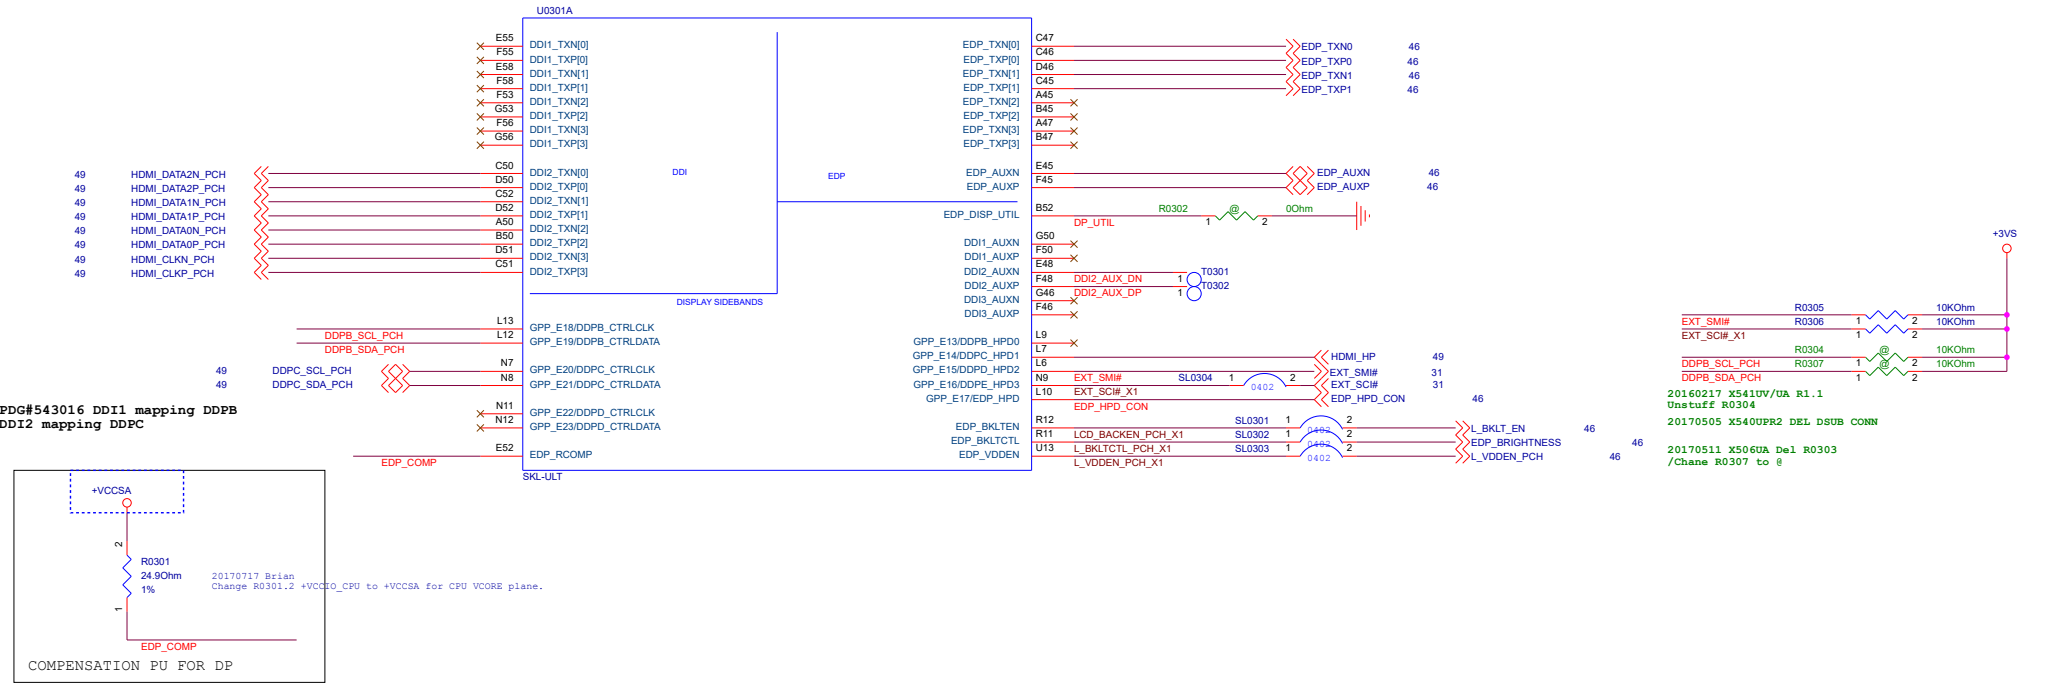 U0301A
E55 DDI1_TXN[0] EDP_TXN[0] C47 EDP_TXN0 46
F55 DDI1_TXP[0] EDP_TXP[0] C46 EDP_TXP0 46
E58 DDI1_TXN[1] EDP_TXN[1] D46 EDP_TXN1 46
F58 DDI1_TXP[1] EDP_TXP[1] C45 EDP_TXP1 46
F53 DDI1_TXN[2] EDP_TXN[2] A45
G53 DDI1_TXP[2] EDP_TXP[2] B45
F56 DDI1_TXN[3] EDP_TXN[3] A47
G56 DDI1_TXP[3] EDP_TXP[3] B47
49 HDMI_DATA2N_PCH C50 DDI2_TXN[0] DDI EDP EDP_AUXN E45 EDP_AUXN 46
49 HDMI_DATA2P_PCH D50 DDI2_TXP[0] EDP_AUXP F45 EDP_AUXP 46
49 HDMI_DATA1N_PCH C52 DDI2_TXN[1]
49 HDMI_DATA1P_PCH D52 DDI2_TXP[1] EDP_DISP_UTIL B52 DP_UTIL R0302 1 @ 2 0Ohm
49 HDMI_DATA0N_PCH A50 DDI2_TXN[2]
49 HDMI_DATA0P_PCH B50 DDI2_TXP[2] DDI1_AUXN G50
49 HDMI_CLKN_PCH D51 DDI2_TXN[3] DDI1_AUXP F50
49 HDMI_CLKP_PCH C51 DDI2_TXP[3] DDI2_AUXN E48 DDI2_AUX_DN 1 T0301
DDI2_AUXP F48 DDI2_AUX_DP 1 T0302
DISPLAY SIDEBANDS DDI3_AUXN G46
DDI3_AUXP F46
DDPB_SCL_PCH L13 GPP_E18/DDPB_CTRLCLK
DDPB_SDA_PCH L12 GPP_E19/DDPB_CTRLDATA GPP_E13/DDPB_HPD0 L9
GPP_E14/DDPC_HPD1 L7 HDMI_HP 49
49 DDPC_SCL_PCH N7 GPP_E20/DDPC_CTRLCLK GPP_E15/DDPD_HPD2 L6 EXT_SMI# EXT_SMI# 31
49 DDPC_SDA_PCH N8 GPP_E21/DDPC_CTRLDATA GPP_E16/DDPE_HPD3 N9 EXT_SCI#_X1 SL0304 1 0402 2 EXT_SCI# 31
GPP_E17/EDP_HPD L10 EDP_HPD_CON EDP_HPD_CON 46
N11 GPP_E22/DDPD_CTRLCLK
N12 GPP_E23/DDPD_CTRLDATA EDP_BKLTEN R12 LCD_BACKEN_PCH_X1 SL0301 1 0402 2 L_BKLT_EN 46
EDP_BKLTCTL R11 L_BKLTCTL_PCH_X1 SL0302 1 0402 2 EDP_BRIGHTNESS 46
EDP_COMP E52 EDP_RCOMP EDP_VDDEN U13 L_VDDEN_PCH_X1 SL0303 1 0402 2 L_VDDEN_PCH 46
SKL-ULT
PDG#543016 DDI1 mapping DDPB
DDI2 mapping DDPC
+3VS
EXT_SMI# R0305 1 2 10KOhm
EXT_SCI#_X1 R0306 1 2 10KOhm
DDPB_SCL_PCH R0304 1 @ 2 10KOhm
DDPB_SDA_PCH R0307 1 @ 2 10KOhm
20160217 X541UV/UA R1.1
Unstuff R0304
20170505 X540UPR2 DEL DSUB CONN
20170511 X506UA Del R0303
/Chane R0307 to @
+VCCSA
2
R0301
24.9Ohm
1%
1
20170717 Brian
Change R0301.2 +VCCIO_CPU to +VCCSA for CPU VCORE plane.
EDP_COMP
COMPENSATION PU FOR DP